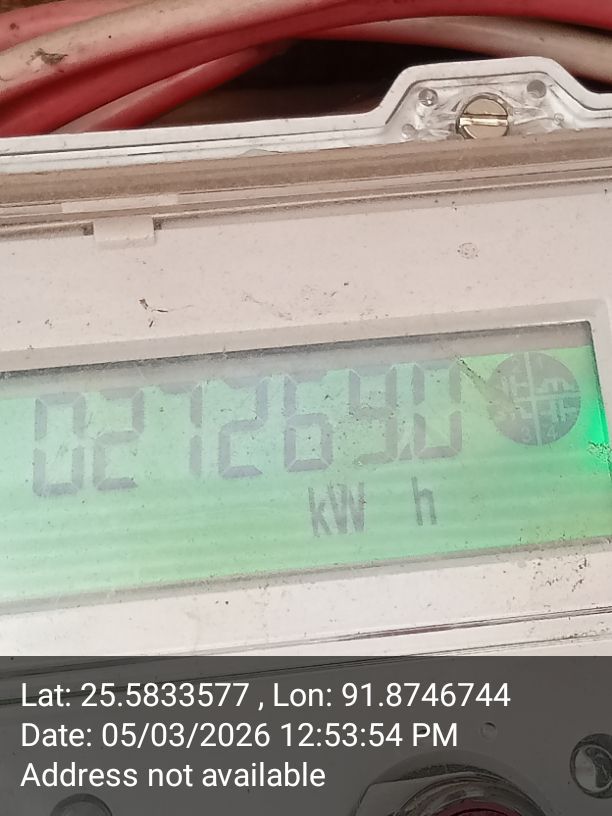 027269.0
kW h
Lat: 25.5833577 , Lon: 91.8746744
Date: 05/03/2026 12:53:54 PM
Address not available